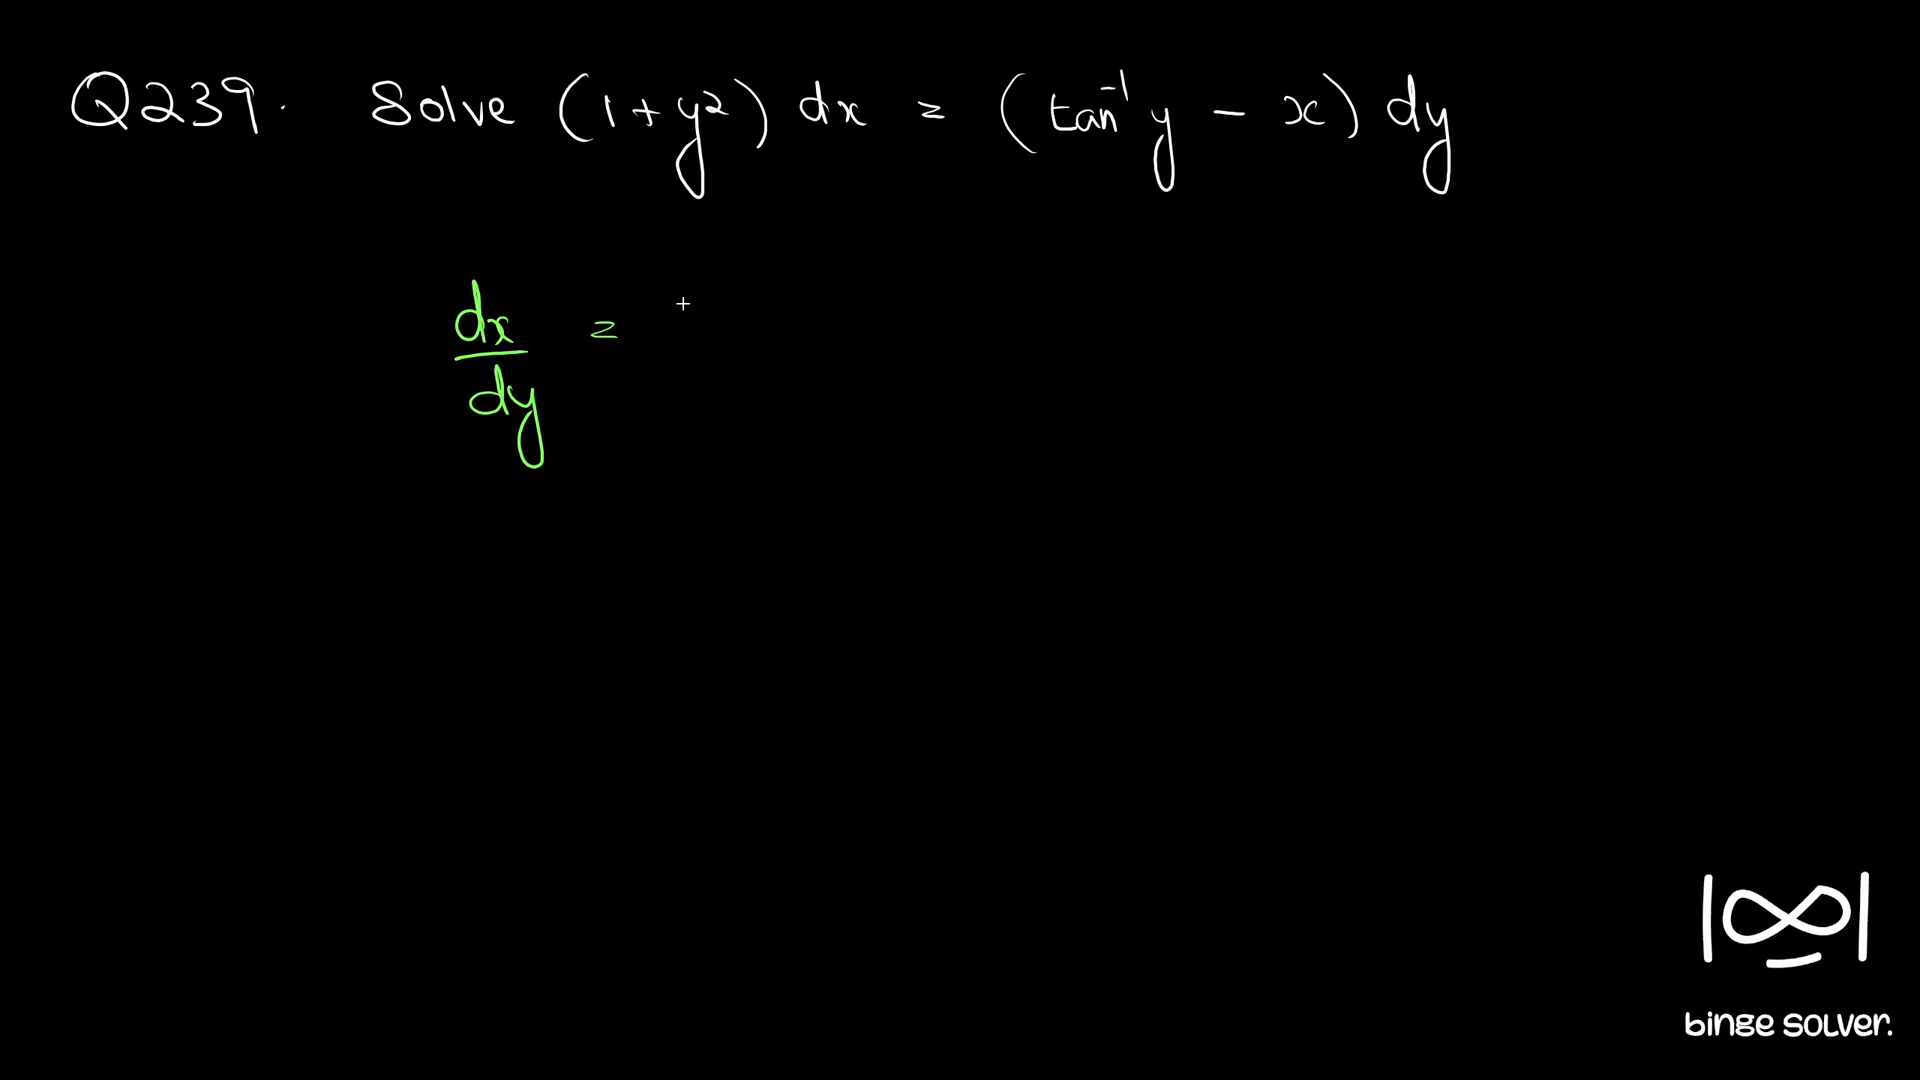 Q239. Solve (1+y²) dx = (tan⁻¹y - x) dy
dx/dy =
binge SOLVER.